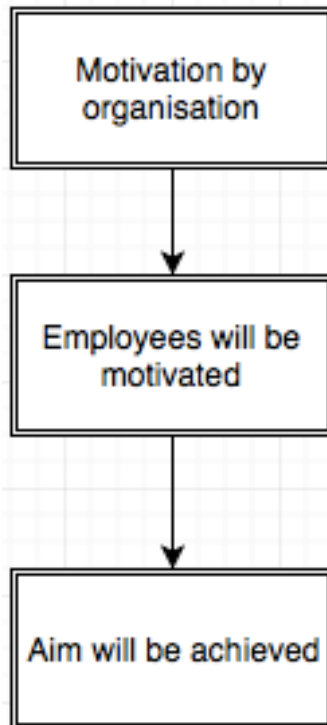 Motivation by
organisation
Employees will be
motivated
Aim will be achieved